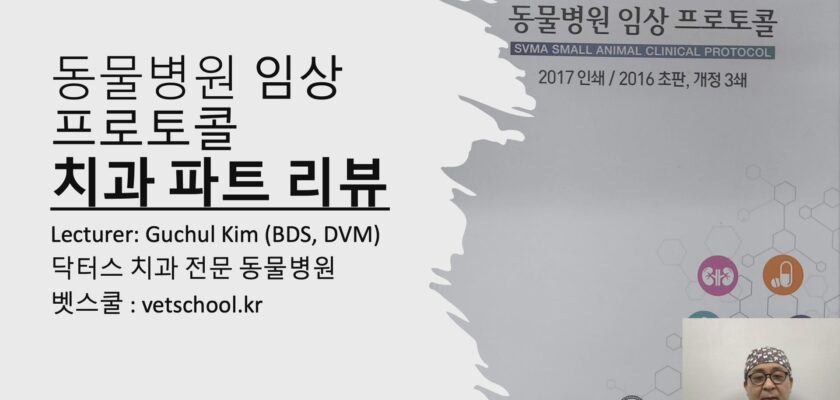 동물병원 임상
프로토콜
치과 파트 리뷰
Lecturer: Guchul Kim (BDS, DVM)
닥터스 치과 전문 동물병원
벳스쿨 : vetschool.kr
동물병원 임상 프로토콜
SVMA SMALL ANIMAL CLINICAL PROTOCOL
2017 인쇄 / 2016 초판, 개정 3쇄